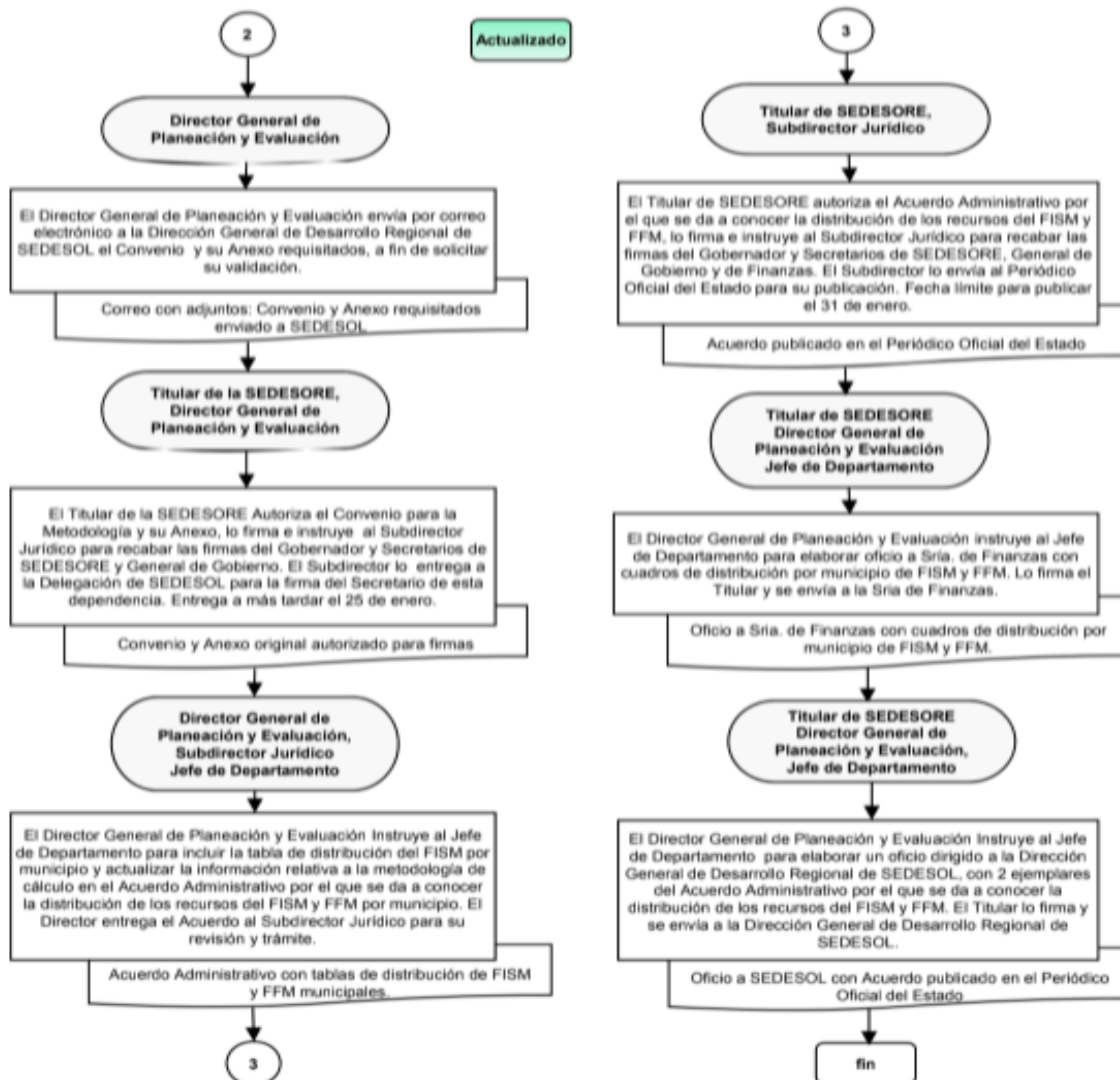 2
Director General de
Planeación y Evaluación
El Director General de Planeación y Evaluación envía por correo
electrónico a la Dirección General de Desarrollo Regional de
SEDESOL el Convenio y su Anexo requisitados, a fin de solicitar
su validación.
Correo con adjuntos: Convenio y Anexo requisitados
enviado a SEDESOL
Titular de la SEDESORE,
Director General de
Planeación y Evaluación
El Titular de la SEDESORE Autoriza el Convenio para la
Metodología y su Anexo, lo firma e instruye al Subdirector
Jurídico para recabar las firmas del Gobernador y Secretarios de
SEDESORE y General de Gobierno. El Subdirector lo entrega a
la Delegación de SEDESOL para la firma del Secretario de esta
dependencia. Entrega a más tardar el 25 de enero.
Convenio y Anexo original autorizado para firmas
Director General de
Planeación y Evaluación,
Subdirector Jurídico
Jefe de Departamento
El Director General de Planeación y Evaluación Instruye al Jefe
de Departamento para incluir la tabla de distribución del FISM por
municipio y actualizar la información relativa a la metodología de
cálculo en el Acuerdo Administrativo por el que se da a conocer
la distribución de los recursos del FISM y FFM por municipio. El
Director entrega el Acuerdo al Subdirector Jurídico para su
revisión y trámite.
Acuerdo Administrativo con tablas de distribución de FISM
y FFM municipales.
3
Actualizado
3
Titular de SEDESORE,
Subdirector Jurídico
El Titular de SEDESORE autoriza el Acuerdo Administrativo por
el que se da a conocer la distribución de los recursos del FISM y
FFM, lo firma e instruye al Subdirector Jurídico para recabar las
firmas del Gobernador y Secretarios de SEDESORE, General de
Gobierno y de Finanzas. El Subdirector lo envía al Periódico
Oficial del Estado para su publicación. Fecha límite para publicar
el 31 de enero.
Acuerdo publicado en el Periódico Oficial del Estado
Titular de SEDESORE
Director General de
Planeación y Evaluación
Jefe de Departamento
El Director General de Planeación y Evaluación instruye al Jefe
de Departamento para elaborar oficio a Sría. de Finanzas con
cuadros de distribución por municipio de FISM y FFM. Lo firma el
Titular y se envía a la Sria de Finanzas.
Oficio a Sria. de Finanzas con cuadros de distribución por
municipio de FISM y FFM.
Titular de SEDESORE
Director General de
Planeación y Evaluación,
Jefe de Departamento
El Director General de Planeación y Evaluación Instruye al Jefe
de Departamento para elaborar un oficio dirigido a la Dirección
General de Desarrollo Regional de SEDESOL, con 2 ejemplares
del Acuerdo Administrativo por el que se da a conocer la
distribución de los recursos del FISM y FFM. El Titular lo firma y
se envía a la Dirección General de Desarrollo Regional de
SEDESOL.
Oficio a SEDESOL con Acuerdo publicado en el Periódico
Oficial del Estado
fin